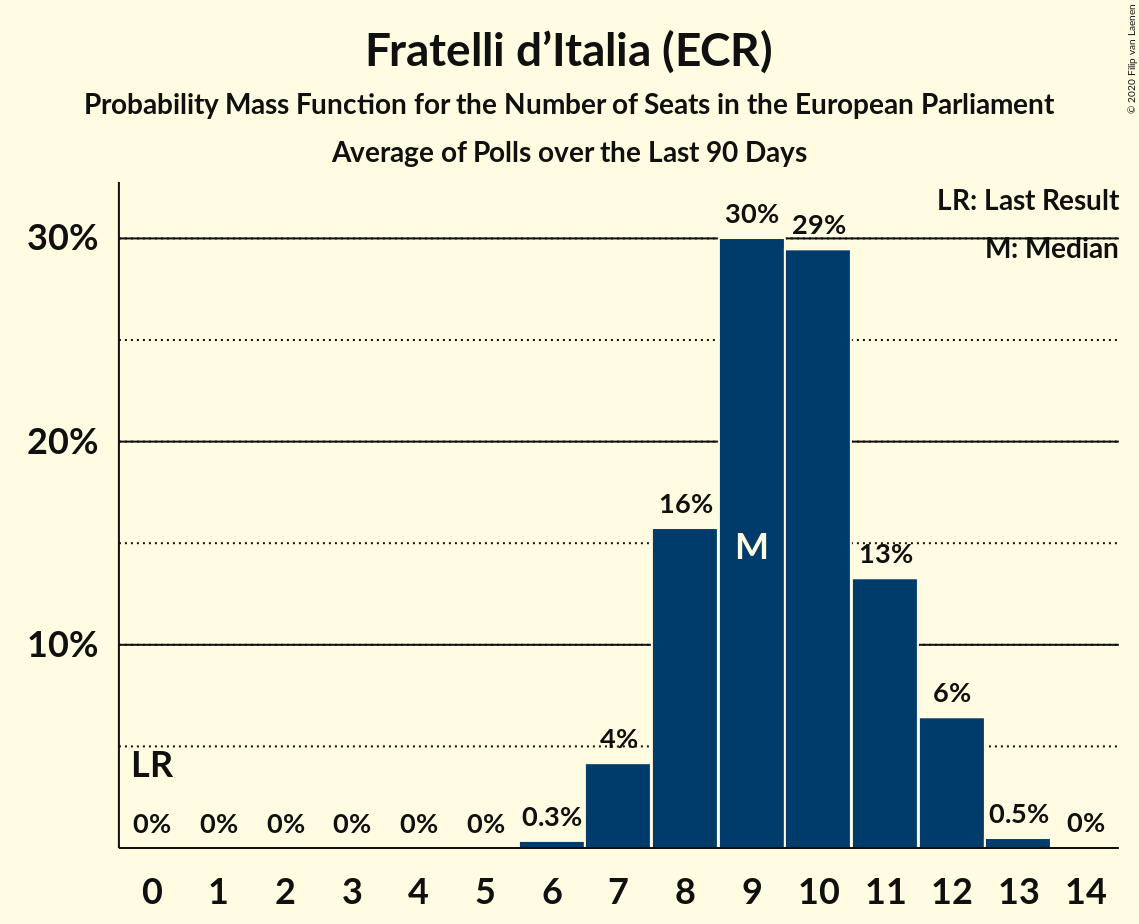 Fratelli d’Italia (ECR)
Probability Mass Function for the Number of Seats in the European Parliament
Average of Polls over the Last 90 Days
© 2020 Filip van Laenen
LR: Last Result
M: Median
30%
20%
10%
30%
29%
16%
M
13%
6%
4%
LR
0%
0%
0%
0%
0%
0%
0.3%
0.5%
0%
0 1 2 3 4 5 6 7 8 9 10 11 12 13 14